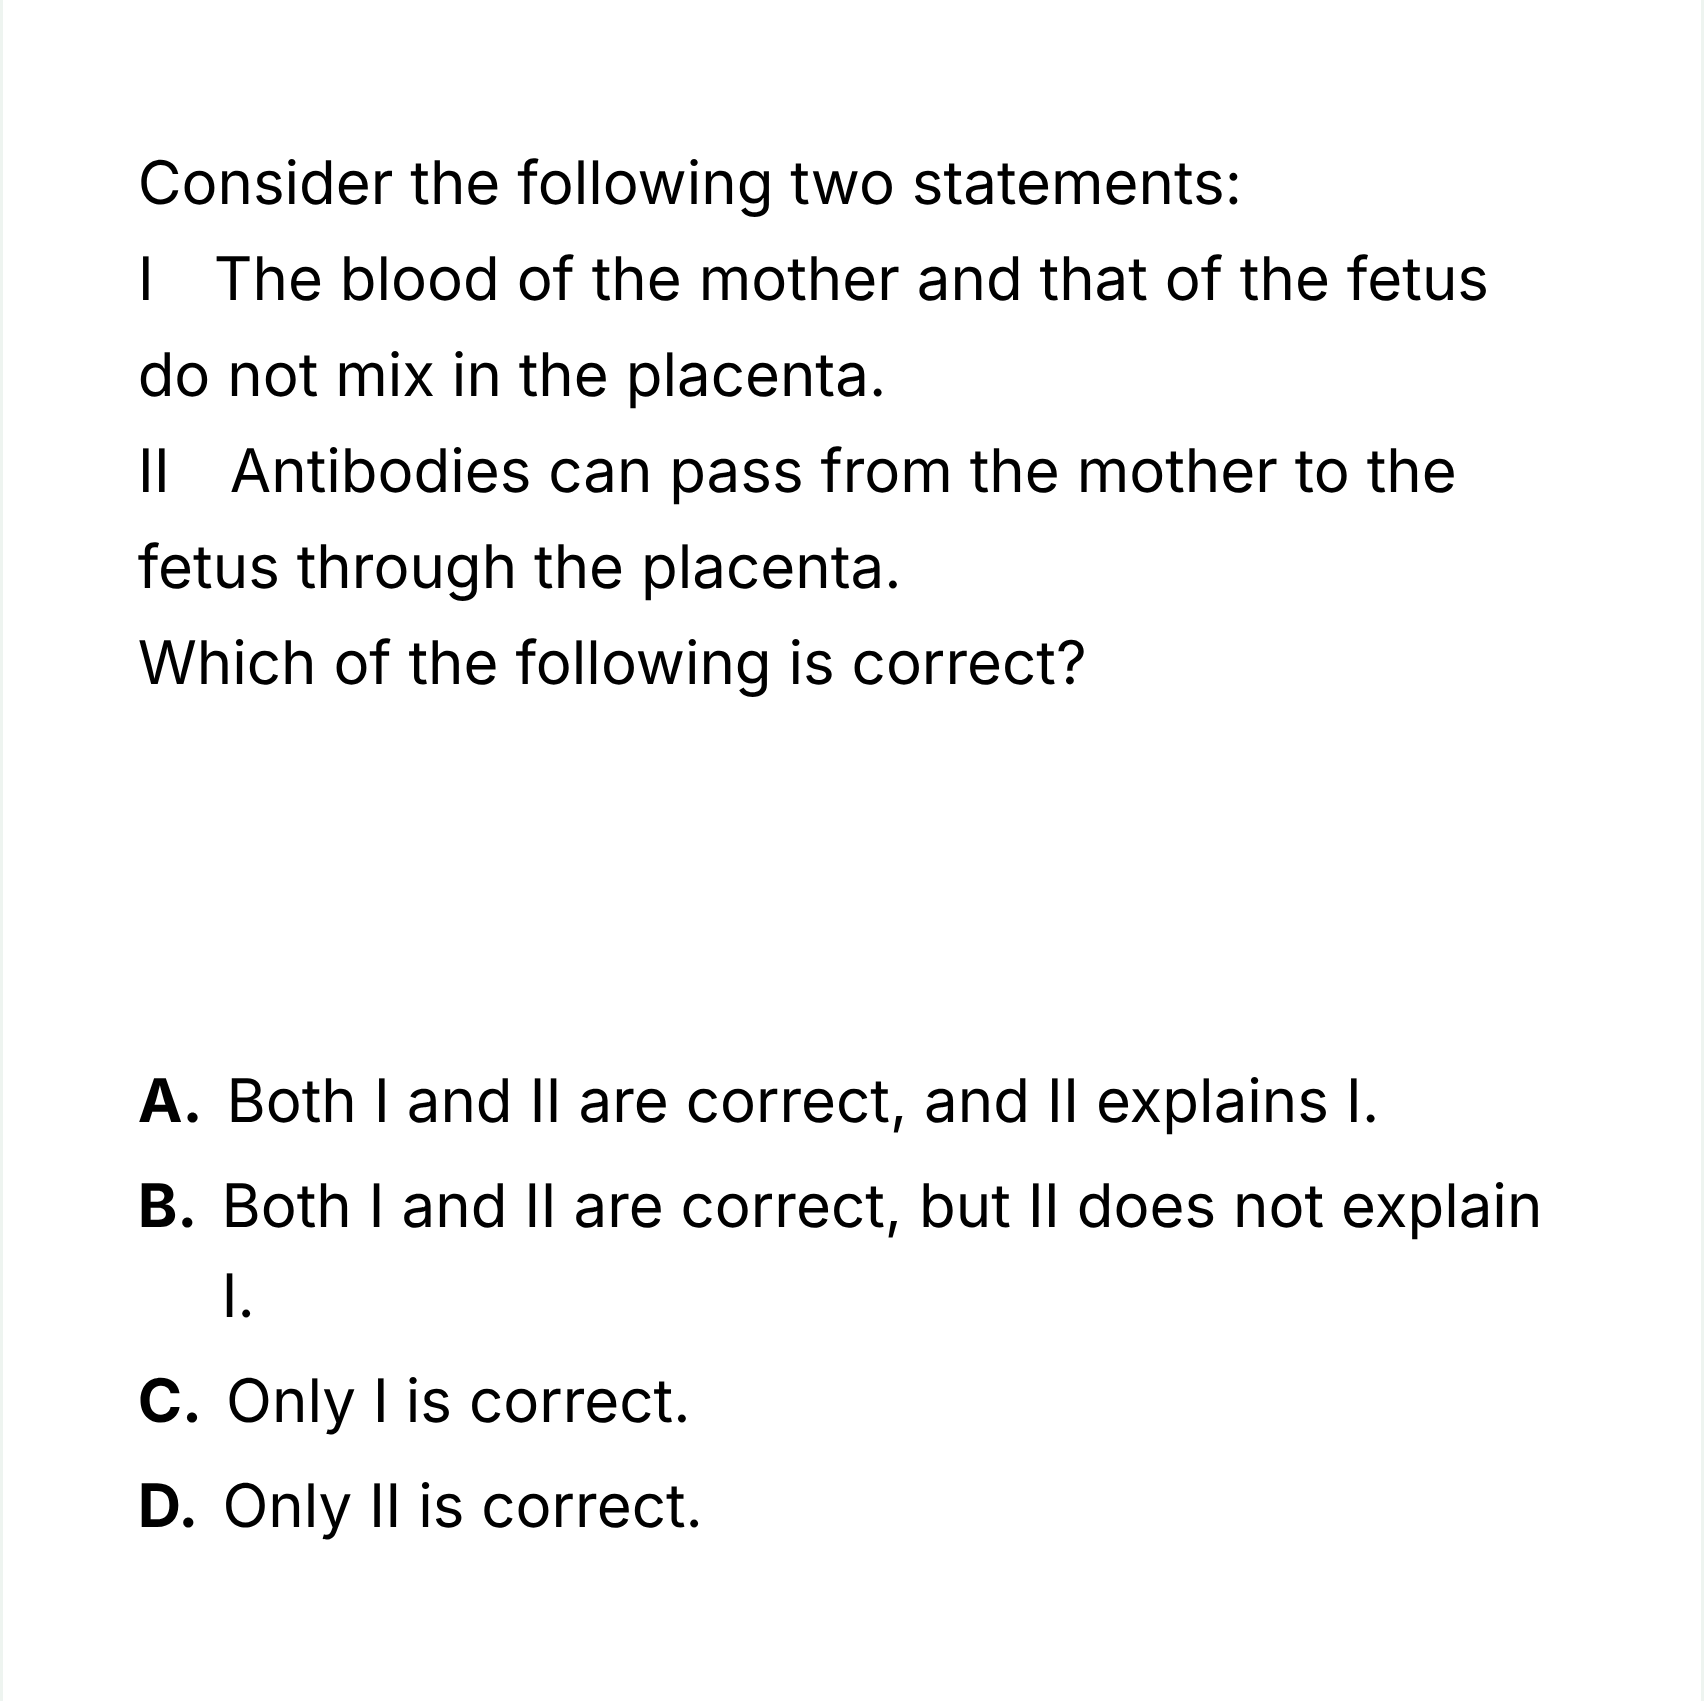 Consider the following two statements:
I The blood of the mother and that of the fetus
do not mix in the placenta.
II Antibodies can pass from the mother to the
fetus through the placenta.
Which of the following is correct?
A. Both I and II are correct, and II explains I.
B. Both I and II are correct, but II does not explain
I.
C. Only I is correct.
D. Only II is correct.